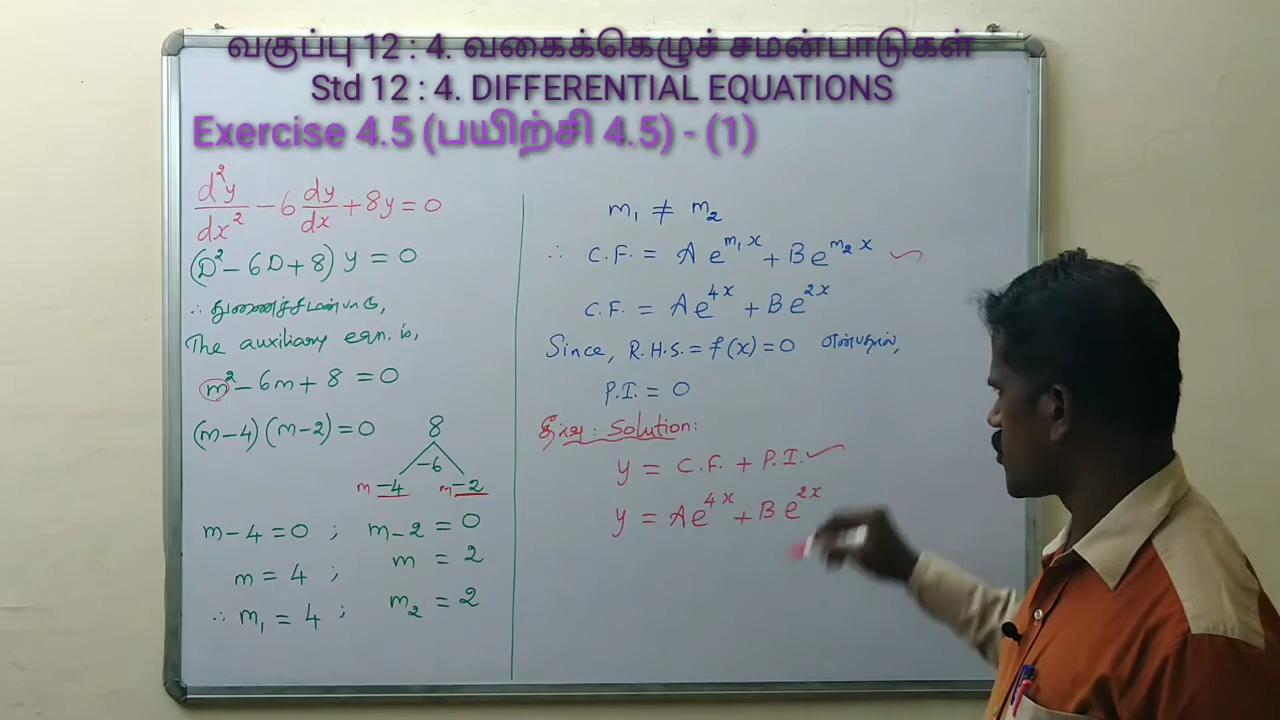 வகுப்பு 12 : 4. வகைக்கெழுச் சமன்பாடுகள்
Std 12 : 4. DIFFERENTIAL EQUATIONS
Exercise 4.5 (பயிற்சி 4.5) - (1)
d²y/dx² - 6 dy/dx + 8y = 0
(D² - 6D + 8) y = 0
∴ துணைச்சமன்பாடு,
The auxiliary eqn. is,
m² - 6m + 8 = 0
(m-4)(m-2) = 0
8
-6
m -4 m -2
m-4=0 ; m-2=0
m = 4 ; m = 2
∴ m₁ = 4 ; m₂ = 2
m₁ ≠ m₂
∴ C.F. = A e^{m₁x} + B e^{m₂x}
C.F. = A e^{4x} + B e^{2x}
Since, R.H.S. = f(x) = 0 என்பதால்,
P.I. = 0
தீர்வு : Solution:
y = C.F. + P.I.
y = A e^{4x} + B e^{2x}